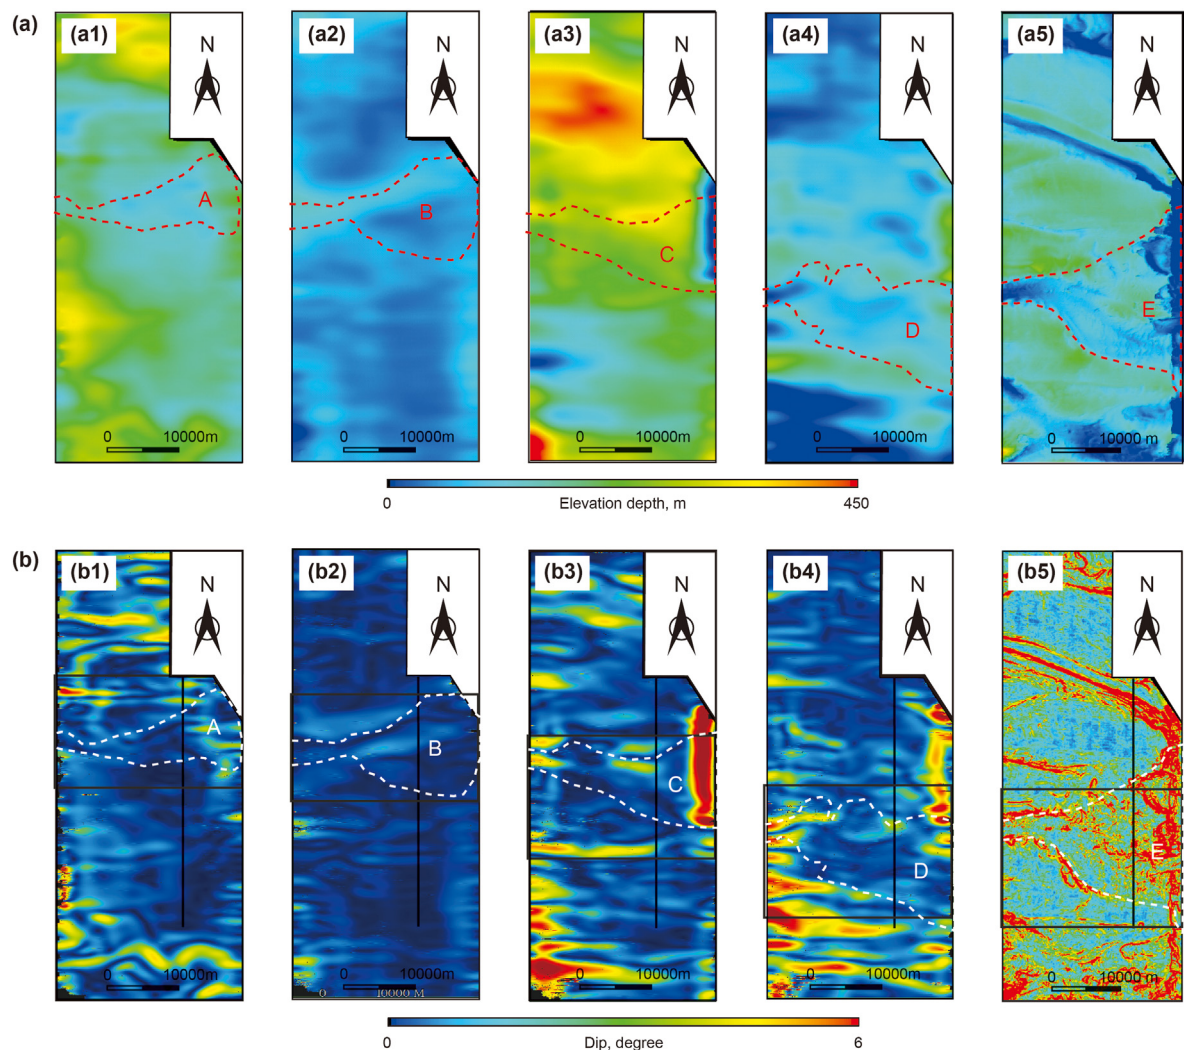 (a)
(a1)
(a2)
(a3)
(a4)
(a5)
N
N
N
N
N
A
B
C
D
E
0 10000m
0 10000m
0 10000m
0 10000m
0 10000 m
0 Elevation depth, m 450
(b)
(b1)
(b2)
(b3)
(b4)
(b5)
N
N
N
N
N
A
B
C
D
E
0 10000m
0 10000m
0 10000 M
0 10000m
0 10000m
0 10000m
0 Dip, degree 6